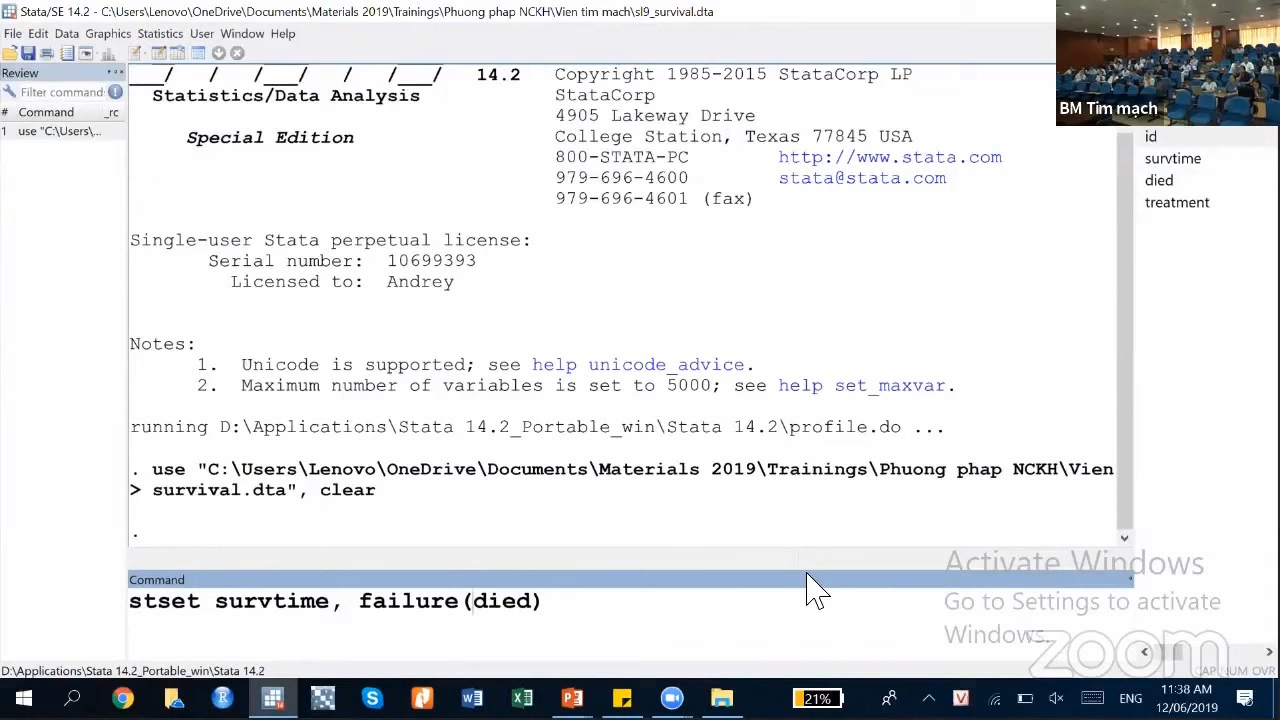 Stata/SE 14.2 - C:\Users\Lenovo\OneDrive\Documents\Materials 2019\Trainings\Phuong phap NCKH\Vien tim mach\sl9_survival.dta
File Edit Data Graphics Statistics User Window Help
Review
Filter command:
# Command _rc
1 use "C:\Users\...
___/ / /___/ / /___/ 14.2 Copyright 1985-2015 StataCorp LP
Statistics/Data Analysis StataCorp
4905 Lakeway Drive
Special Edition College Station, Texas 77845 USA
800-STATA-PC http://www.stata.com
979-696-4600 stata@stata.com
979-696-4601 (fax)
Single-user Stata perpetual license:
Serial number: 10699393
Licensed to: Andrey
Notes:
1. Unicode is supported; see help unicode_advice.
2. Maximum number of variables is set to 5000; see help set_maxvar.
running D:\Applications\Stata 14.2_Portable_win\Stata 14.2\profile.do ...
. use "C:\Users\Lenovo\OneDrive\Documents\Materials 2019\Trainings\Phuong phap NCKH\Vien
> survival.dta", clear
.
BM Tim mạch
id
survtime
died
treatment
Command
stset survtime, failure(died)
Activate Windows
Go to Settings to activate
Windows.
zoom
D:\Applications\Stata 14.2_Portable_win\Stata 14.2
CAP NUM OVR
21%
ENG
11:38 AM
12/06/2019